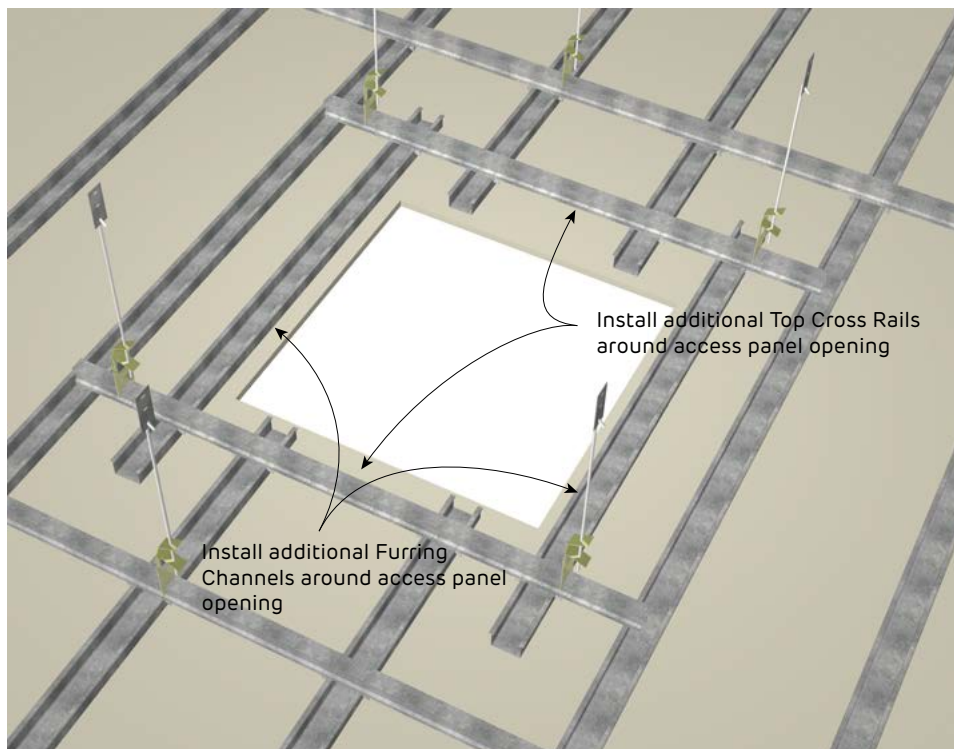 Install additional Top Cross Rails
around access panel opening
Install additional Furring
Channels around access panel
opening